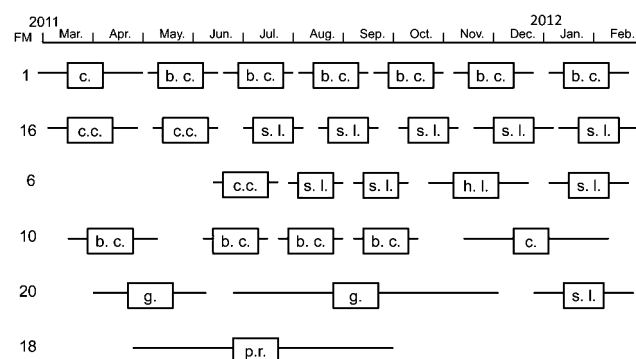 2011 2012
FM Mar. Apr. May. Jun. Jul. Aug. Sep. Oct. Nov. Dec. Jan. Feb.
1 c. b. c. b. c. b. c. b. c. b. c. b. c.
16 c.c. c.c. s. l. s. l. s. l. s. l. s. l.
6 c.c. s. l. s. l. h. l. s. l.
10 b. c. b. c. b. c. b. c. c.
20 g. g. s. l.
18 p.r.